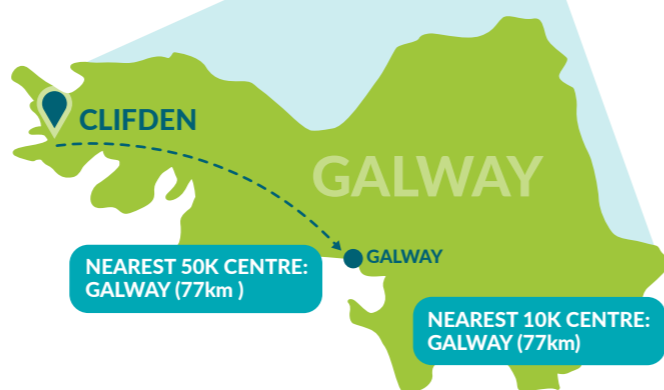 CLIFDEN
GALWAY
GALWAY
NEAREST 50K CENTRE:
GALWAY (77km )
NEAREST 10K CENTRE:
GALWAY (77km)